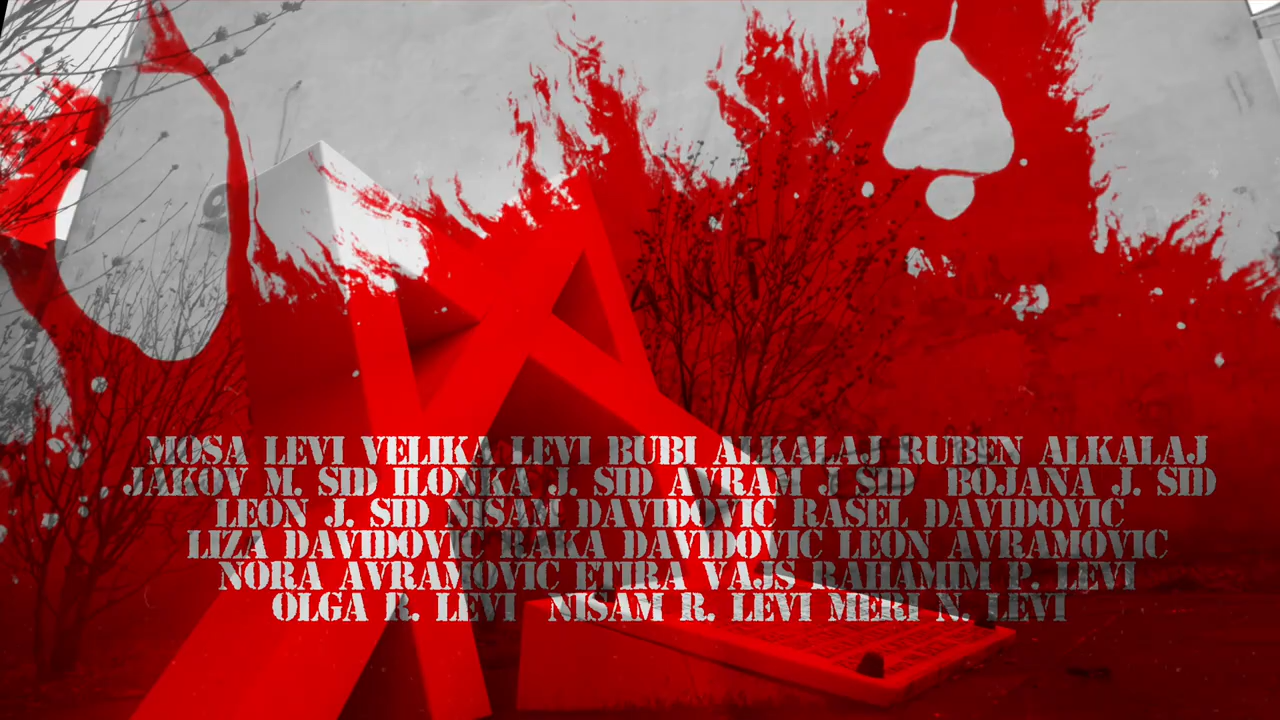 MOSA LEVI VELIKA LEVI BUBI ALKALAJ RUBEN ALKALAJ
JAKOV M. SID ILONKA J. SID AVRAM J SID BOJANA J. SID
LEON J. SID NISAM DAVIDOVIC RASEL DAVIDOVIC
LIZA DAVIDOVIC RAKA DAVIDOVIC LEON AVRAMOVIC
NORA AVRAMOVIC ETIRA VAJS RAHAMIM P. LEVI
OLGA R. LEVI NISAM R. LEVI MERI N. LEVI